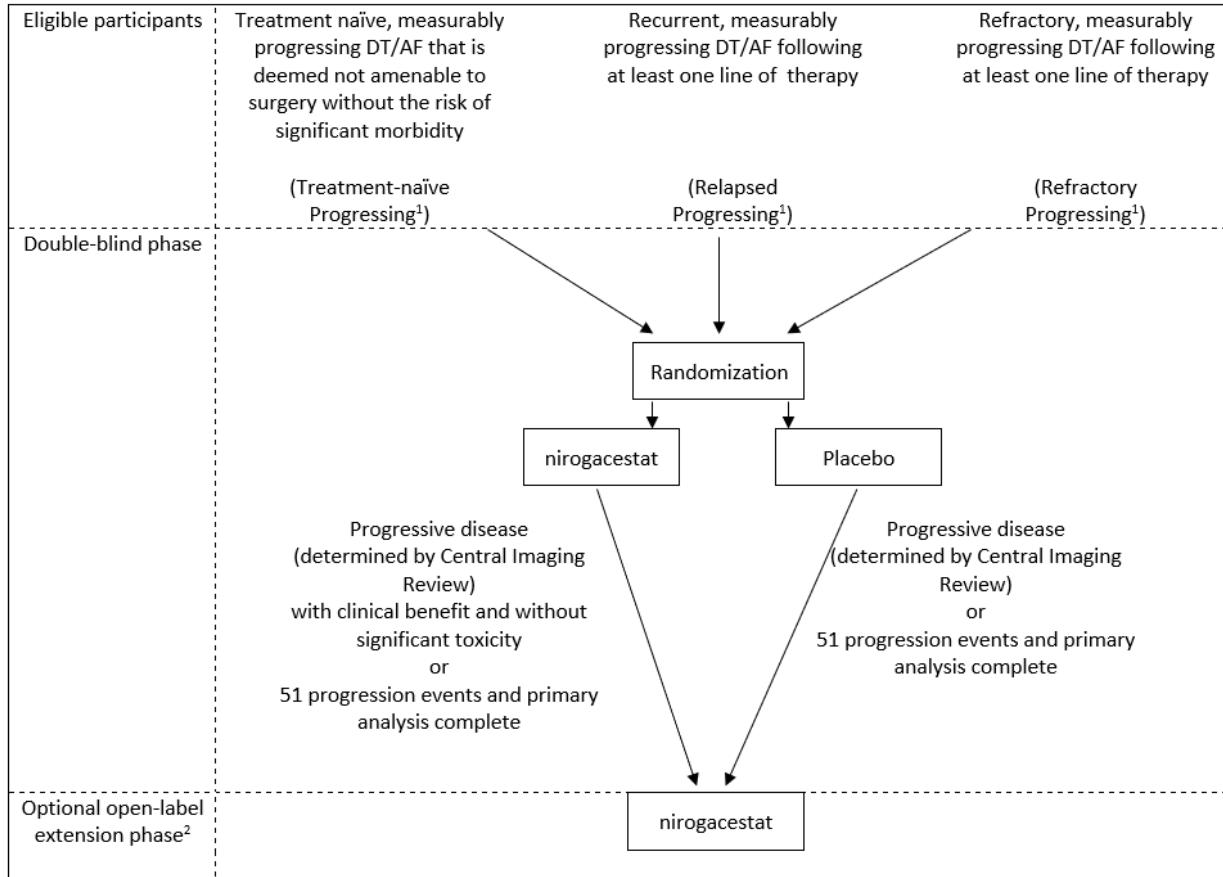 Eligible participants
Treatment naïve, measurably
progressing DT/AF that is
deemed not amenable to
surgery without the risk of
significant morbidity
(Treatment-naïve
Progressing¹)
Recurrent, measurably
progressing DT/AF following
at least one line of therapy
(Relapsed
Progressing¹)
Refractory, measurably
progressing DT/AF following
at least one line of therapy
(Refractory
Progressing¹)
Double-blind phase
Randomization
nirogacestat
Placebo
Progressive disease
(determined by Central Imaging
Review)
with clinical benefit and without
significant toxicity
or
51 progression events and primary
analysis complete
Progressive disease
(determined by Central Imaging
Review)
or
51 progression events and primary
analysis complete
Optional open-label
extension phase²
nirogacestat